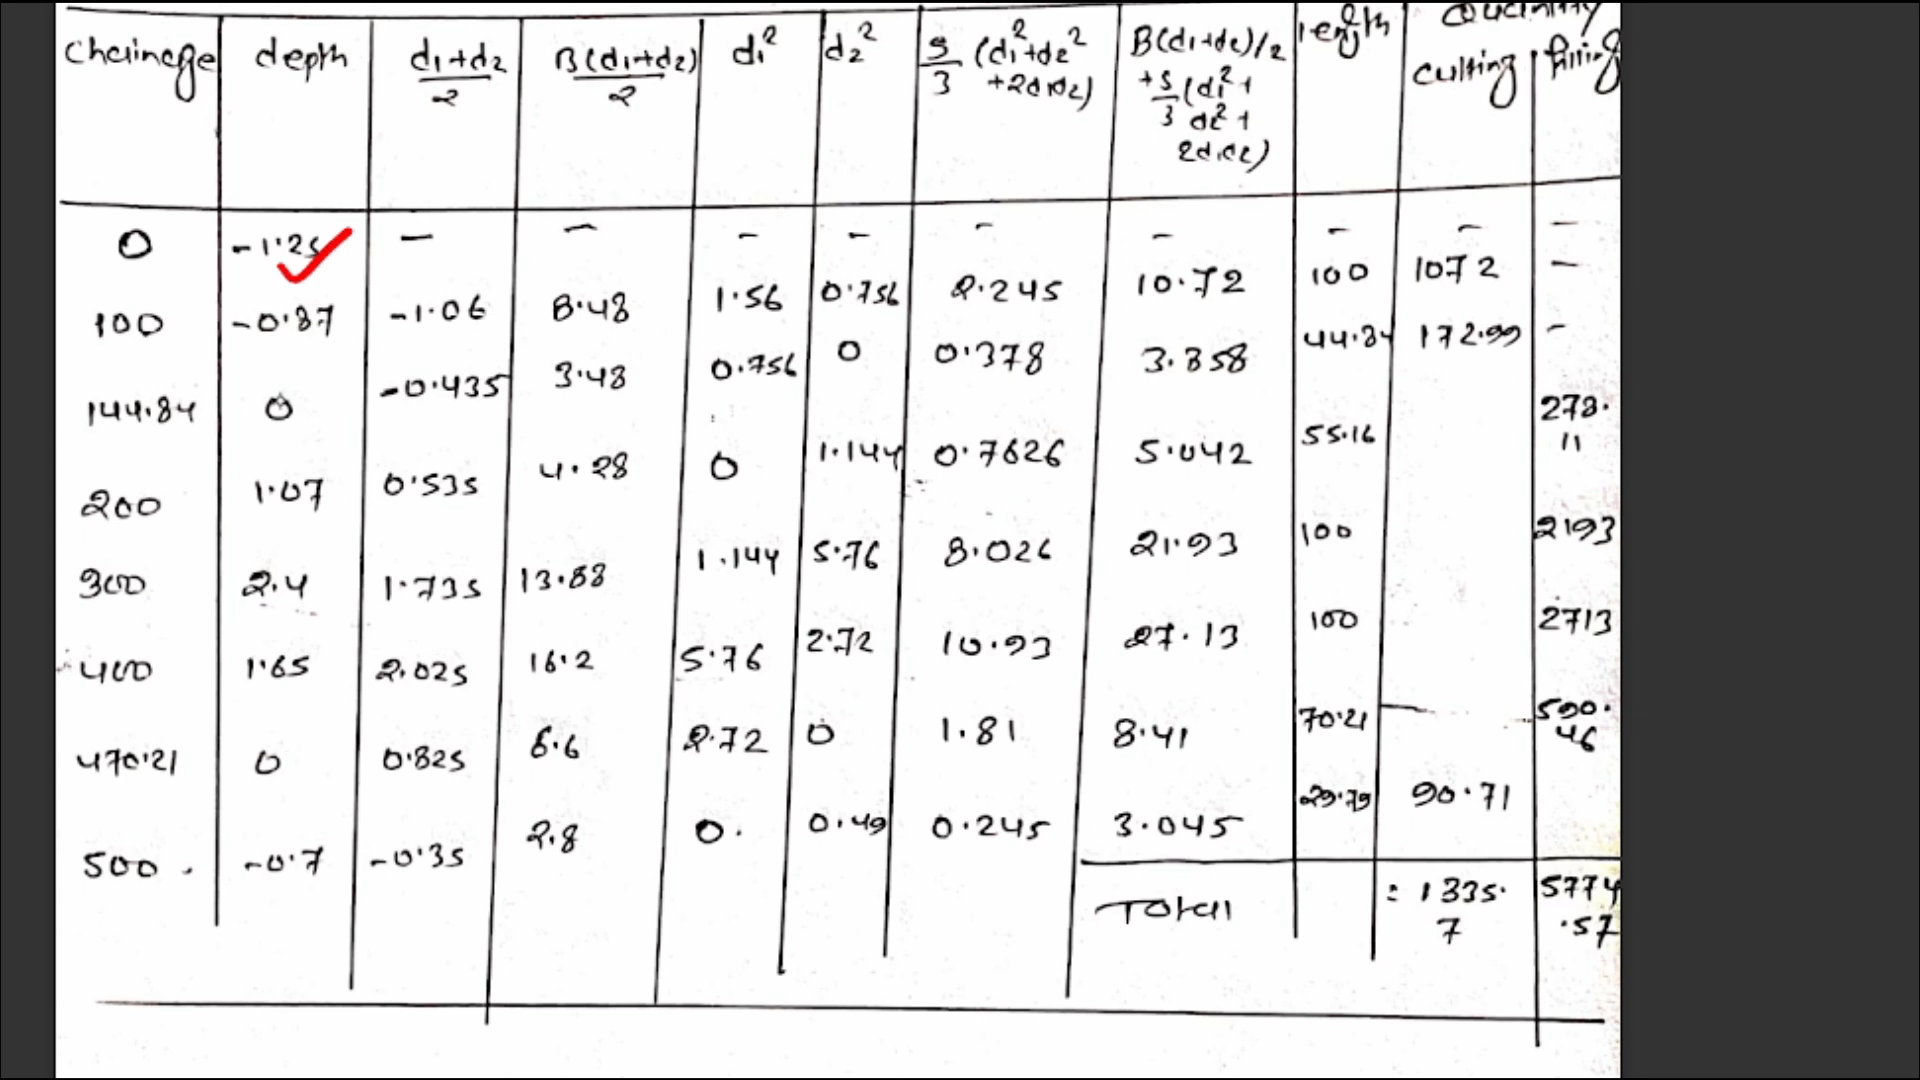 Chainage depth d1+d2/2 B(d1+d2)/2 d1² d2² S/3 (d1²+d2²+2d1d2) B(d1+d2)/2 +S/3(d1²+d2²+2d1d2) length Quantity cutting filling
0 -1.25 - - - - - - - - -
100 -0.87 -1.06 8.48 1.56 0.756 2.245 10.72 100 1072 -
144.84 0 -0.435 3.48 0.756 0 0.378 3.858 44.84 172.99 -
200 1.07 0.535 4.28 0 1.144 0.7626 5.042 55.16 278.11
300 2.4 1.735 13.88 1.144 5.76 8.026 21.93 100 2193
400 1.65 2.025 16.2 5.76 2.72 10.93 27.13 100 2713
470.21 0 0.825 6.6 2.72 0 1.81 8.41 70.21 590.46
500 -0.7 -0.35 2.8 0 0.49 0.245 3.045 29.79 90.71
Total = 1335.7 5774.57